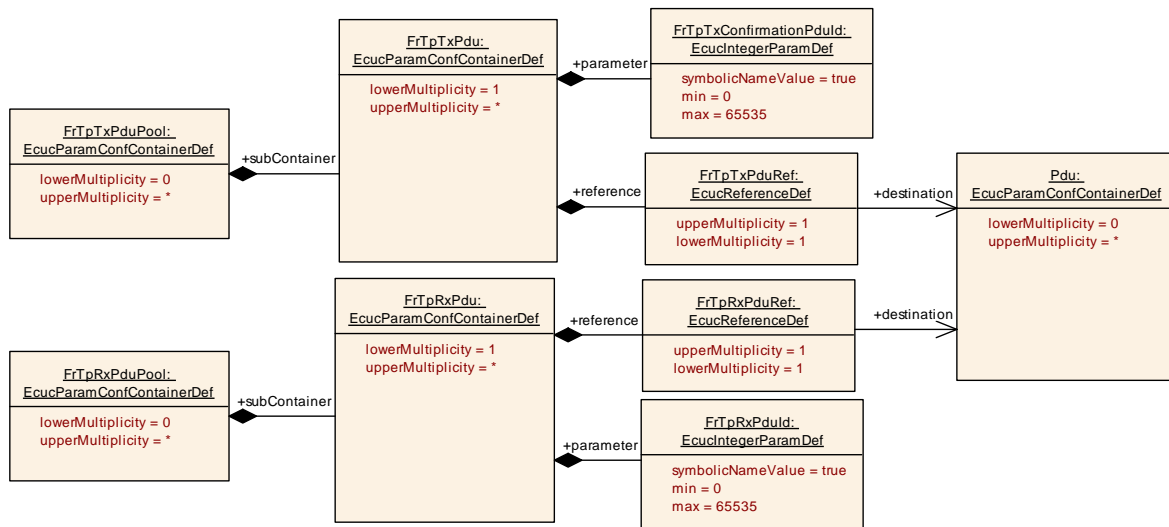 FrTpTxPduPool:
EcucParamConfContainerDef
lowerMultiplicity = 0
upperMultiplicity = *
+subContainer
FrTpTxPdu:
EcucParamConfContainerDef
lowerMultiplicity = 1
upperMultiplicity = *
+parameter
FrTpTxConfirmationPduId:
EcucIntegerParamDef
symbolicNameValue = true
min = 0
max = 65535
+reference
FrTpTxPduRef:
EcucReferenceDef
upperMultiplicity = 1
lowerMultiplicity = 1
+destination
Pdu:
EcucParamConfContainerDef
lowerMultiplicity = 0
upperMultiplicity = *
FrTpRxPduPool:
EcucParamConfContainerDef
lowerMultiplicity = 0
upperMultiplicity = *
+subContainer
FrTpRxPdu:
EcucParamConfContainerDef
lowerMultiplicity = 1
upperMultiplicity = *
+reference
FrTpRxPduRef:
EcucReferenceDef
upperMultiplicity = 1
lowerMultiplicity = 1
+destination
+parameter
FrTpRxPduId:
EcucIntegerParamDef
symbolicNameValue = true
min = 0
max = 65535